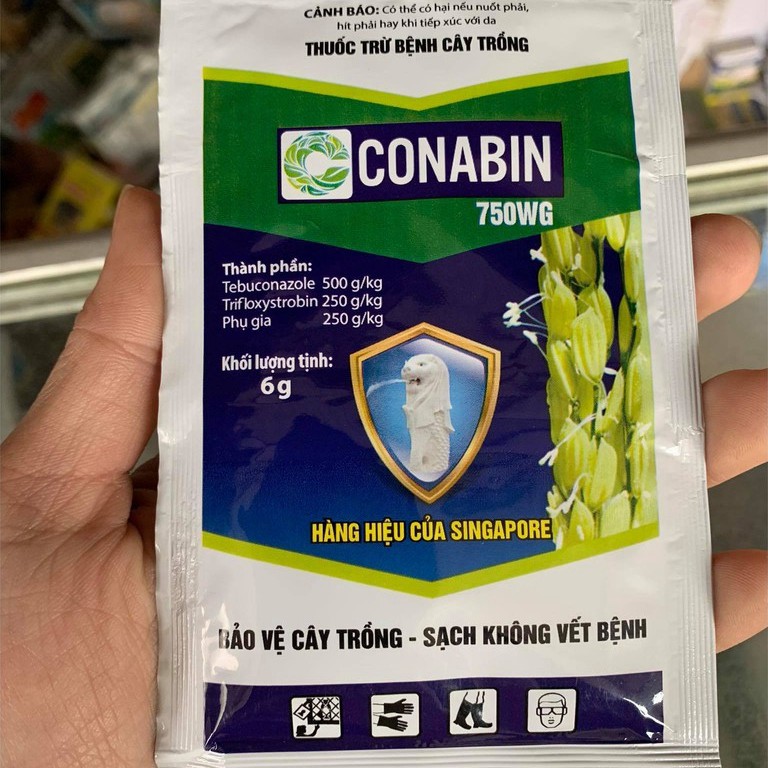 CẢNH BÁO: Có thể có hại nếu nuốt phải,
hít phải hay khi tiếp xúc với da
THUỐC TRỪ BỆNH CÂY TRỒNG
CONABIN
750WG
Thành phần:
Tebuconazole 500 g/kg
Trifloxystrobin 250 g/kg
Phụ gia 250 g/kg
Khối lượng tịnh:
6g
HÀNG HIỆU CỦA SINGAPORE
BẢO VỆ CÂY TRỒNG - SẠCH KHÔNG VẾT BỆNH